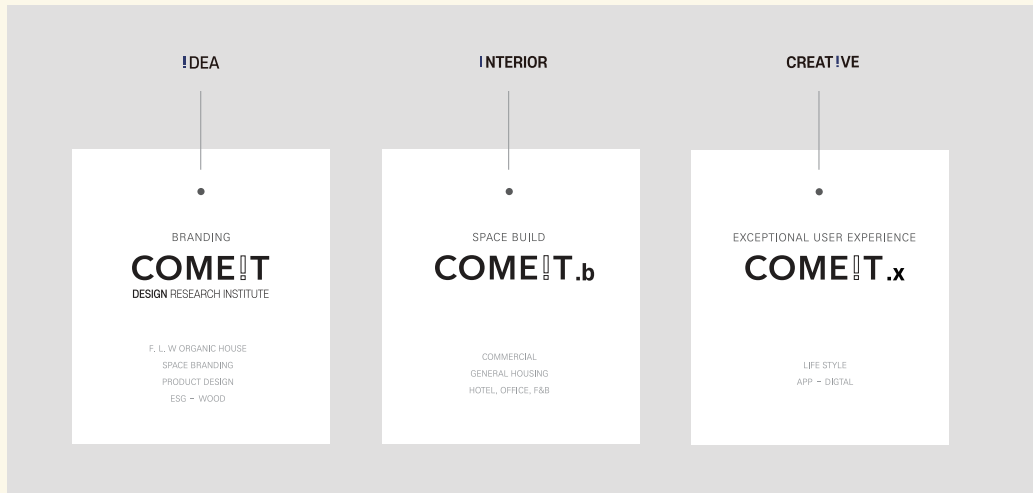 !DEA
BRANDING
COME!T
DESIGN RESEARCH INSTITUTE
F. L. W ORGANIC HOUSE
SPACE BRANDING
PRODUCT DESIGN
ESG - WOOD
INTERIOR
SPACE BUILD
COME!T.b
COMMERCIAL
GENERAL HOUSING
HOTEL, OFFICE, F&B
CREAT!VE
EXCEPTIONAL USER EXPERIENCE
COME!T.x
LIFE STYLE
APP - DIGTAL